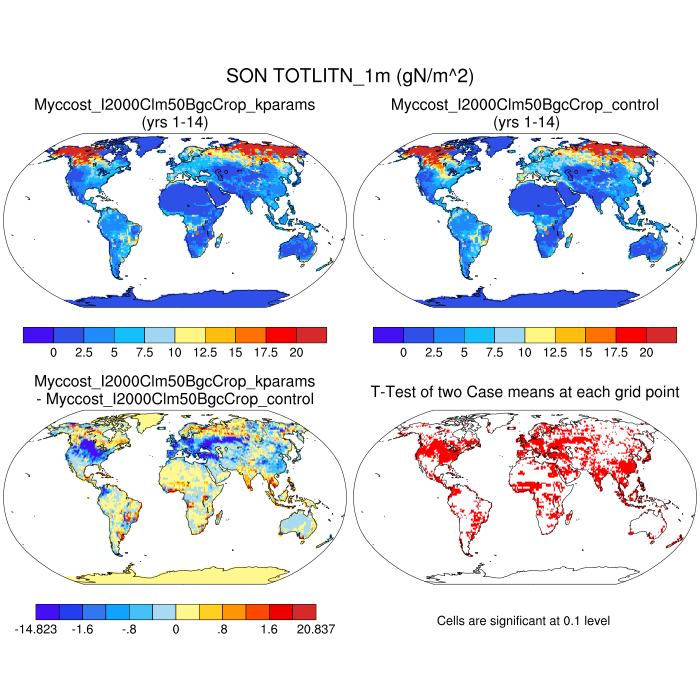 SON TOTLITN_1m (gN/m^2)
Myccost_I2000Clm50BgcCrop_kparams
(yrs 1-14)
Myccost_I2000Clm50BgcCrop_control
(yrs 1-14)
0 2.5 5 7.5 10 12.5 15 17.5 20
0 2.5 5 7.5 10 12.5 15 17.5 20
Myccost_I2000Clm50BgcCrop_kparams
- Myccost_I2000Clm50BgcCrop_control
T-Test of two Case means at each grid point
-14.823 -1.6 -.8 0 .8 1.6 20.837
Cells are significant at 0.1 level